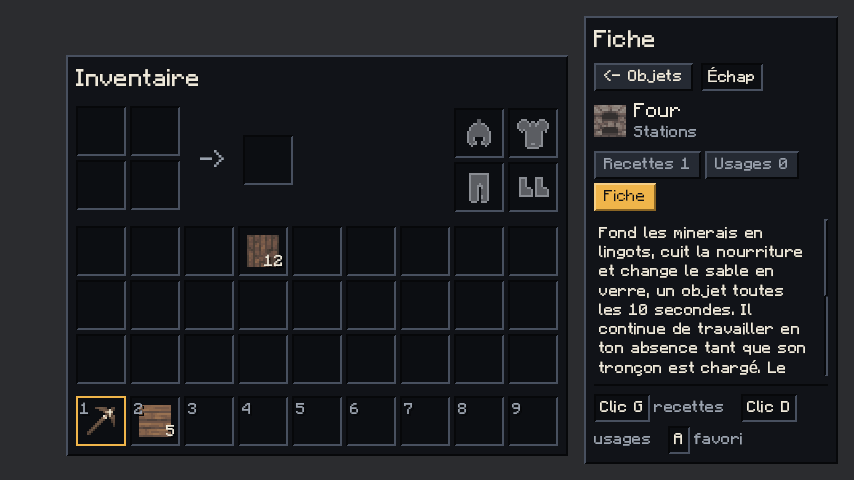 Inventaire
12
1
2
5
3
4
5
6
7
8
9
Fiche
<- Objets Échap
Four
Stations
Recettes 1 Usages 0
Fiche
Fond les minerais en
lingots, cuit la nourriture
et change le sable en
verre, un objet toutes
les 10 secondes. Il
continue de travailler en
ton absence tant que son
tronçon est chargé. Le
Clic G recettes Clic D
usages A favori